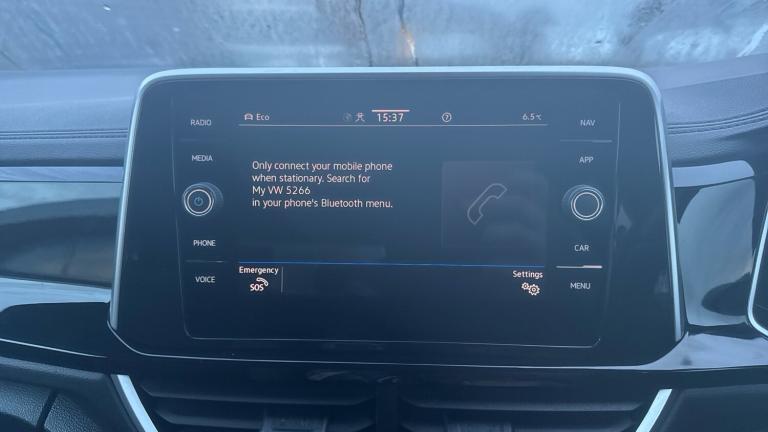 RADIO
Eco
15:37
6.5°C
NAV
MEDIA
APP
Only connect your mobile phone
when stationary. Search for
My VW 5266
in your phone's Bluetooth menu.
PHONE
CAR
Emergency
SOS
Settings
VOICE
MENU